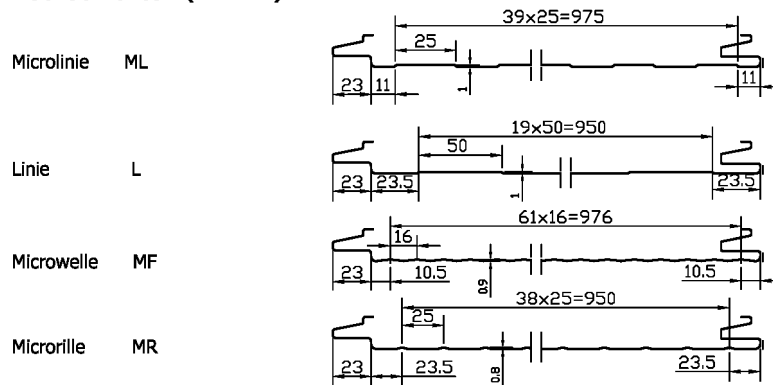 39x25=975
25
Microlinie ML
23 11 1 11
19x50=950
50
Linie L
23 23.5 1 23.5
61x16=976
16
Microwelle MF
23 10.5 0.9 10.5
38x25=950
25
Microrille MR
23 23.5 0.8 23.5